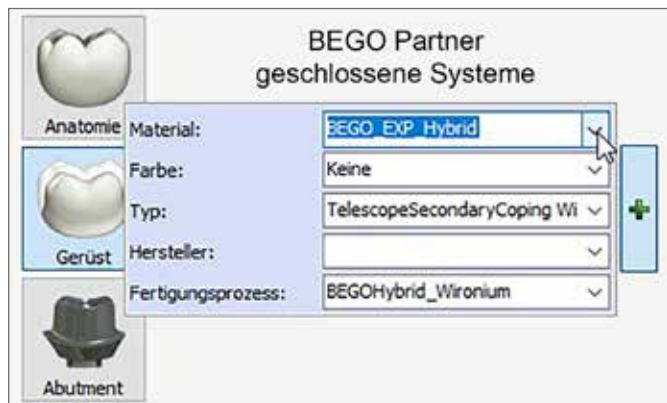 BEGO Partner
geschlossene Systeme
Anatomie
Material: BEGO_EXP_Hybrid
Farbe: Keine
Typ: TelescopeSecondaryCoping Wi
Gerüst
Hersteller:
Fertigungsprozess: BEGOHybrid_Wironium
Abutment